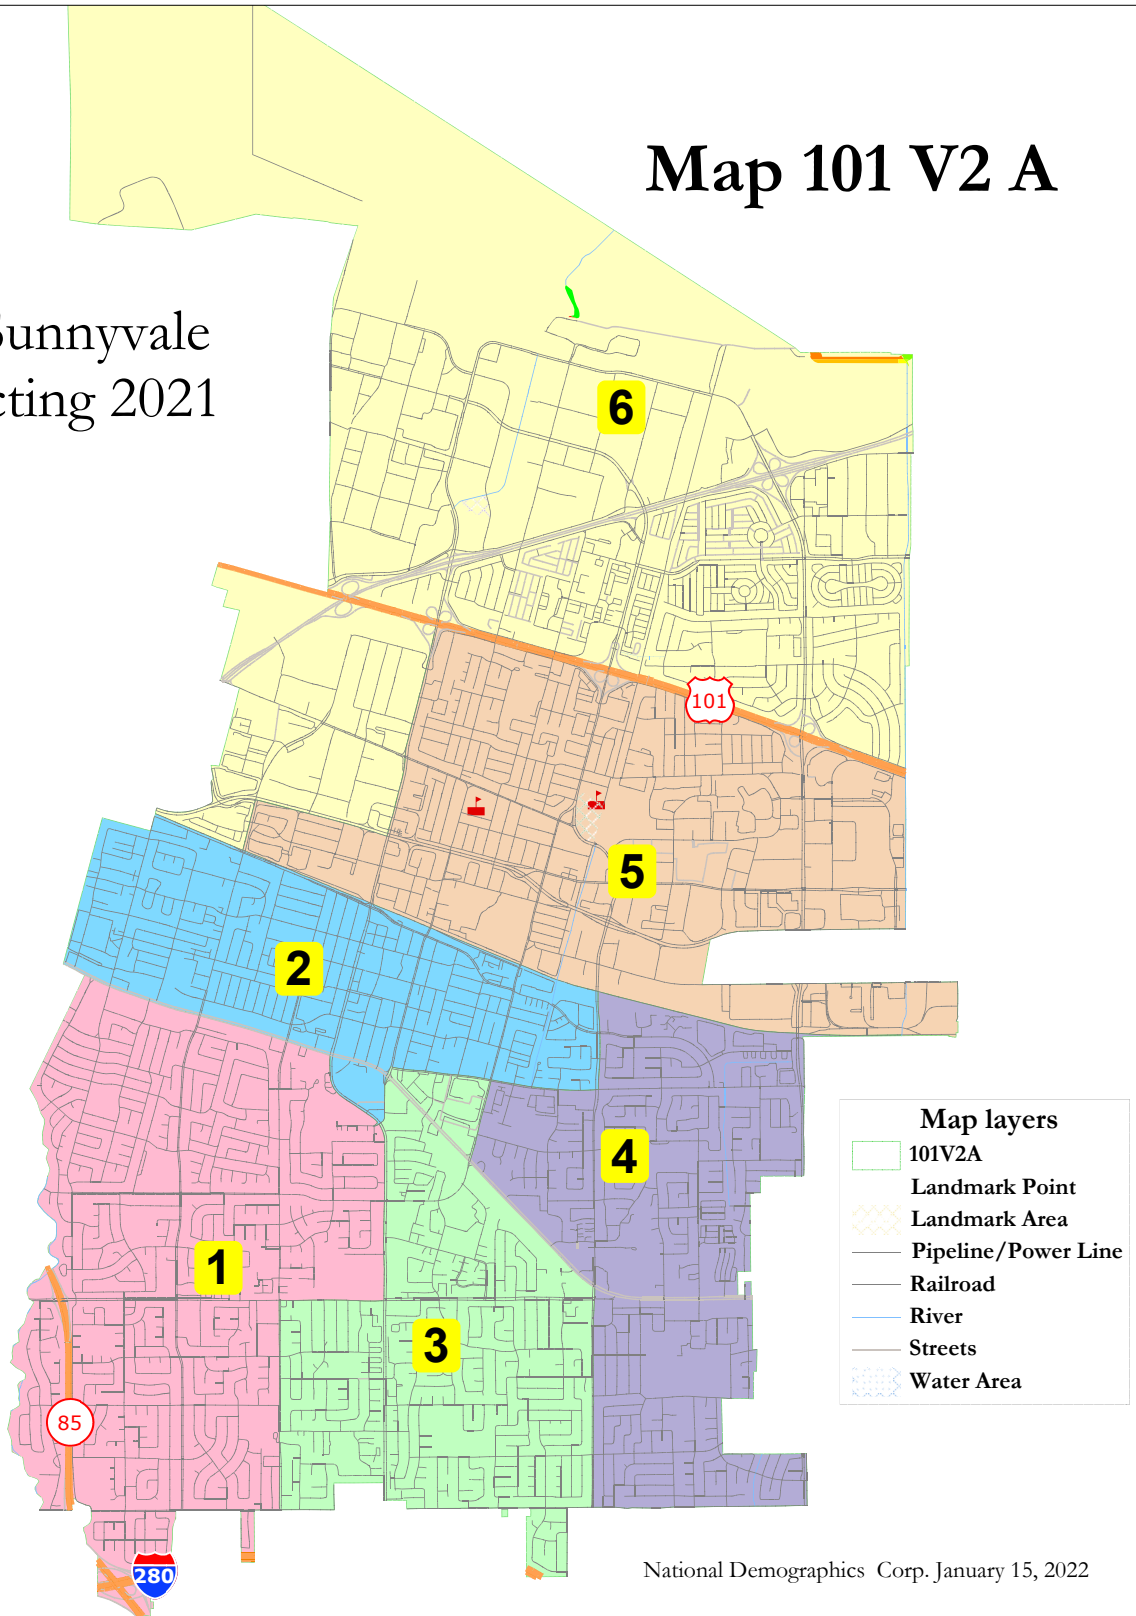 Map 101 V2 A
unnyvale
cting 2021
6
101
5
2
4
1
3
85
280
Map layers
101V2A
Landmark Point
Landmark Area
Pipeline/Power Line
Railroad
River
Streets
Water Area
National Demographics Corp. January 15, 2022